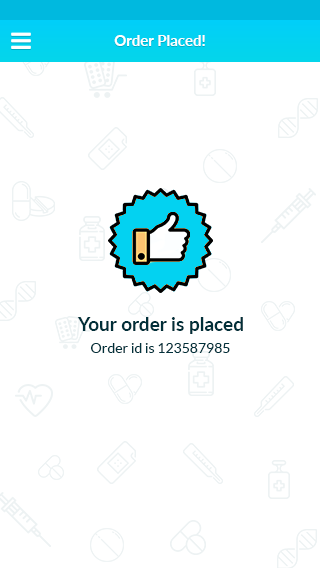 Order Placed!
Your order is placed
Order id is 123587985